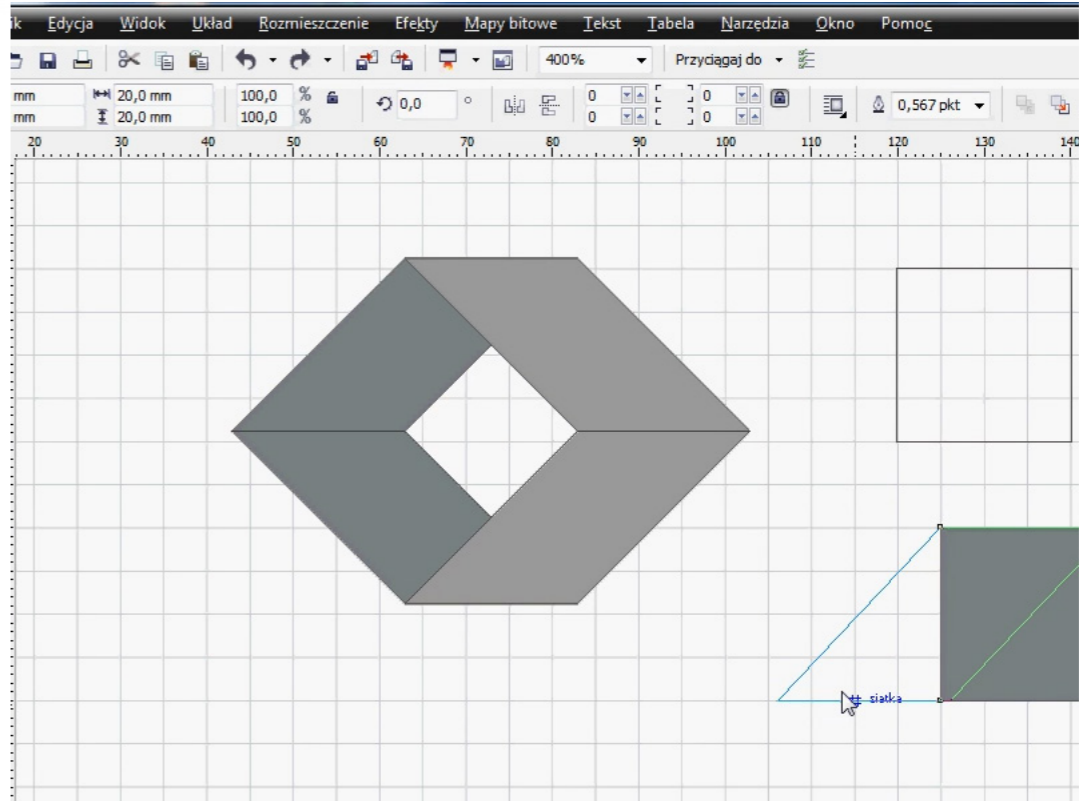 ik Edycja Widok Układ Rozmieszczenie Efekty Mapy bitowe Tekst Tabela Narzędzia Okno Pomoc
400% Przyciągaj do
mm 20,0 mm 100,0 % 0,0 ° 0 0 0,567 pkt
mm 20,0 mm 100,0 % 0 0
20 30 40 50 60 70 80 90 100 110 120 130 140
siatka